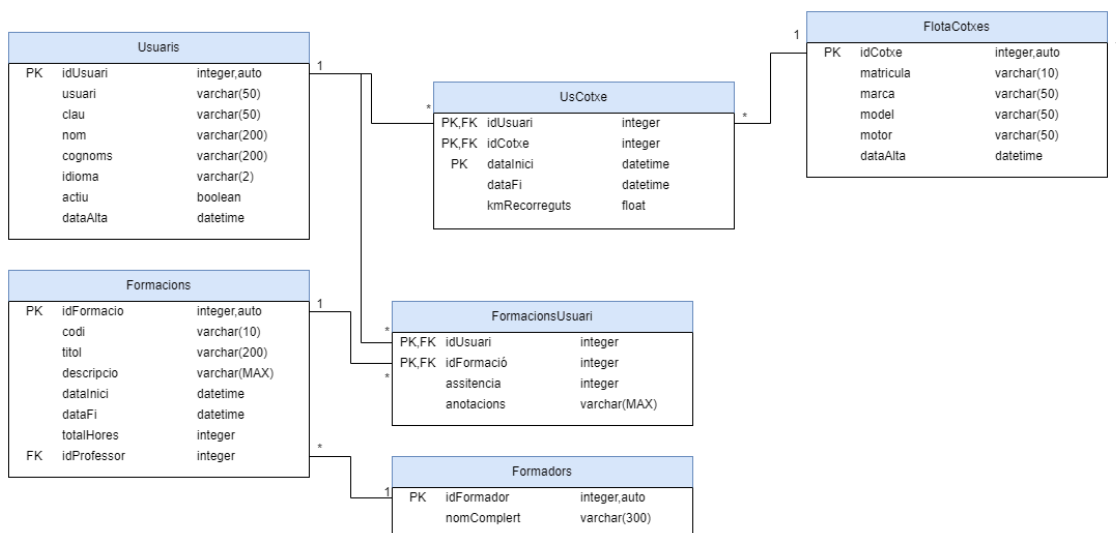 Usuaris
PK idUsuari integer,auto
usuari varchar(50)
clau varchar(50)
nom varchar(200)
cognoms varchar(200)
idioma varchar(2)
actiu boolean
dataAlta datetime
1
*
UsCotxe
PK,FK idUsuari integer
PK,FK idCotxe integer
PK dataInici datetime
dataFi datetime
kmRecorreguts float
*
1
FlotaCotxes
PK idCotxe integer,auto
matricula varchar(10)
marca varchar(50)
model varchar(50)
motor varchar(50)
dataAlta datetime
Formacions
PK idFormacio integer,auto
codi varchar(10)
titol varchar(200)
descripcio varchar(MAX)
dataInici datetime
dataFi datetime
totalHores integer
FK idProfessor integer
1
*
*
*
FormacionsUsuari
PK,FK idUsuari integer
PK,FK idFormació integer
assitencia integer
anotacions varchar(MAX)
1
Formadors
PK idFormador integer,auto
nomComplert varchar(300)